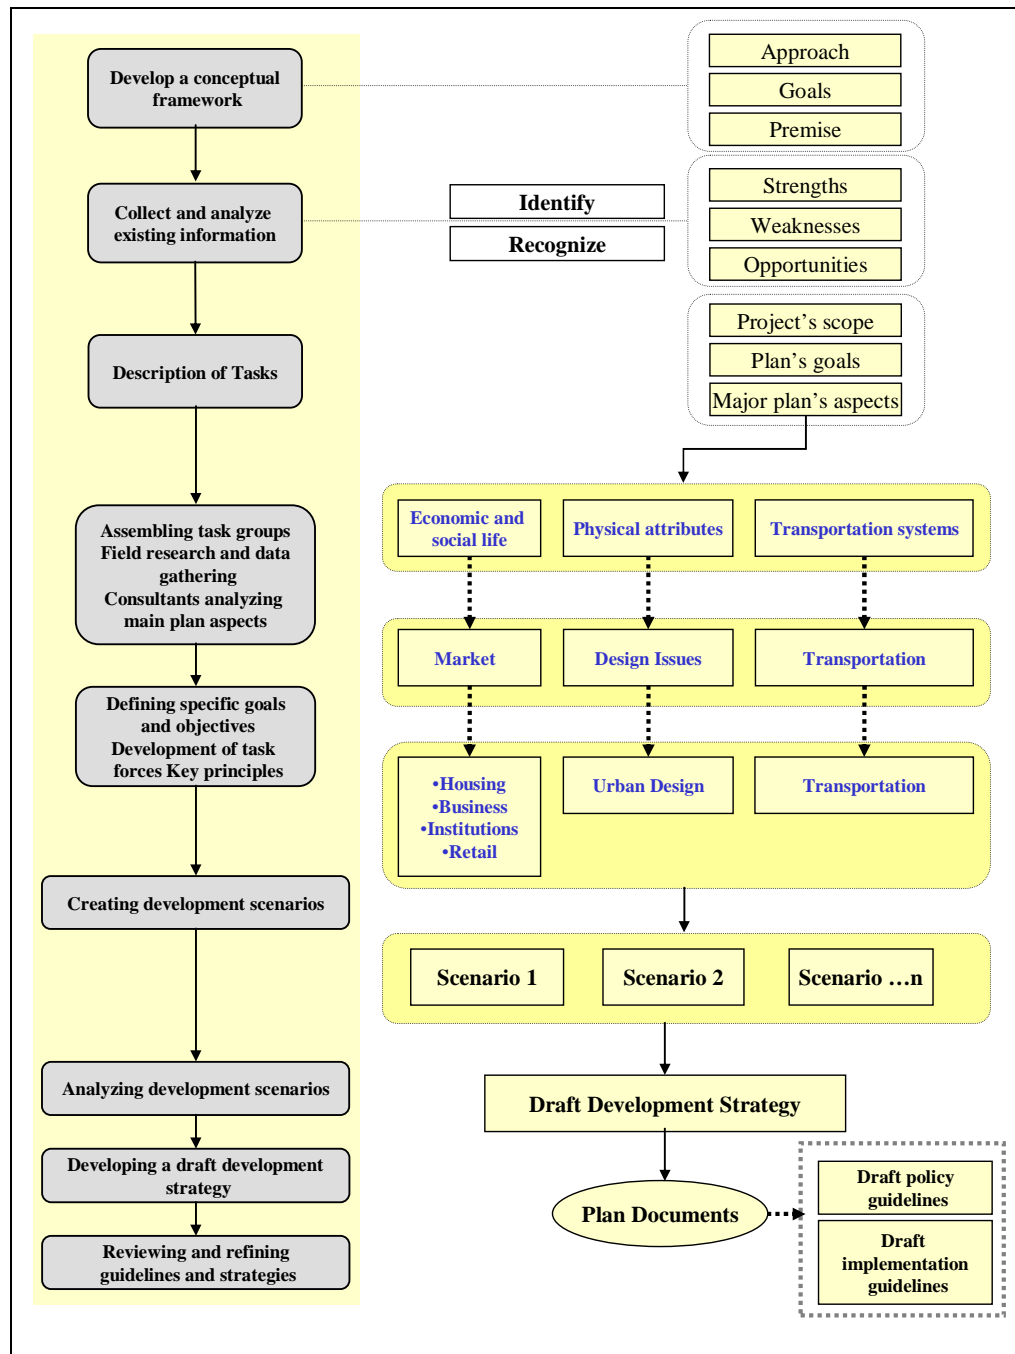 Develop a conceptual
framework
Approach
Goals
Premise
Collect and analyze
existing information
Identify
Recognize
Strengths
Weaknesses
Opportunities
Description of Tasks
Project’s scope
Plan’s goals
Major plan’s aspects
Assembling task groups
Field research and data
gathering
Consultants analyzing
main plan aspects
Economic and
social life
Physical attributes
Transportation systems
Market
Design Issues
Transportation
Defining specific goals
and objectives
Development of task
forces Key principles
•Housing
•Business
•Institutions
•Retail
Urban Design
Transportation
Creating development scenarios
Scenario 1
Scenario 2
Scenario …n
Analyzing development scenarios
Draft Development Strategy
Developing a draft development
strategy
Plan Documents
Draft policy
guidelines
Draft
implementation
guidelines
Reviewing and refining
guidelines and strategies